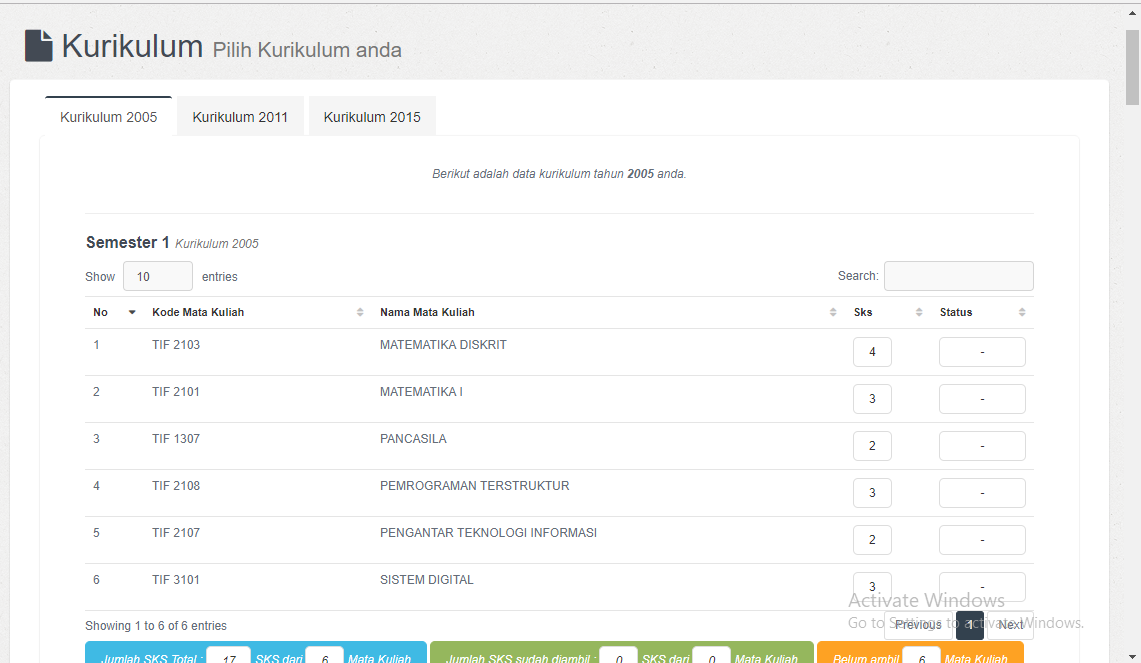 Kurikulum Pilih Kurikulum anda
Kurikulum 2005 Kurikulum 2011 Kurikulum 2015
Berikut adalah data kurikulum tahun 2005 anda.
Semester 1 Kurikulum 2005
Show 10 entries Search:
No Kode Mata Kuliah Nama Mata Kuliah Sks Status
1 TIF 2103 MATEMATIKA DISKRIT 4 -
2 TIF 2101 MATEMATIKA I 3 -
3 TIF 1307 PANCASILA 2 -
4 TIF 2108 PEMROGRAMAN TERSTRUKTUR 3 -
5 TIF 2107 PENGANTAR TEKNOLOGI INFORMASI 2 -
6 TIF 3101 SISTEM DIGITAL 3 -
Activate Windows
Go to Settings to activate Windows.
Showing 1 to 6 of 6 entries Previous 1 Next
Jumlah SKS Total : 17 SKS dari 6 Mata Kuliah Jumlah SKS sudah diambil : 0 SKS dari 0 Mata Kuliah Belum ambil 6 Mata Kuliah